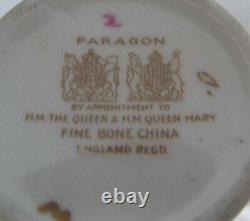 PARAGON
BY APPOINTMENT TO
H.M. THE QUEEN & H.M. QUEEN MARY
FINE BONE CHINA
ENGLAND REGD.